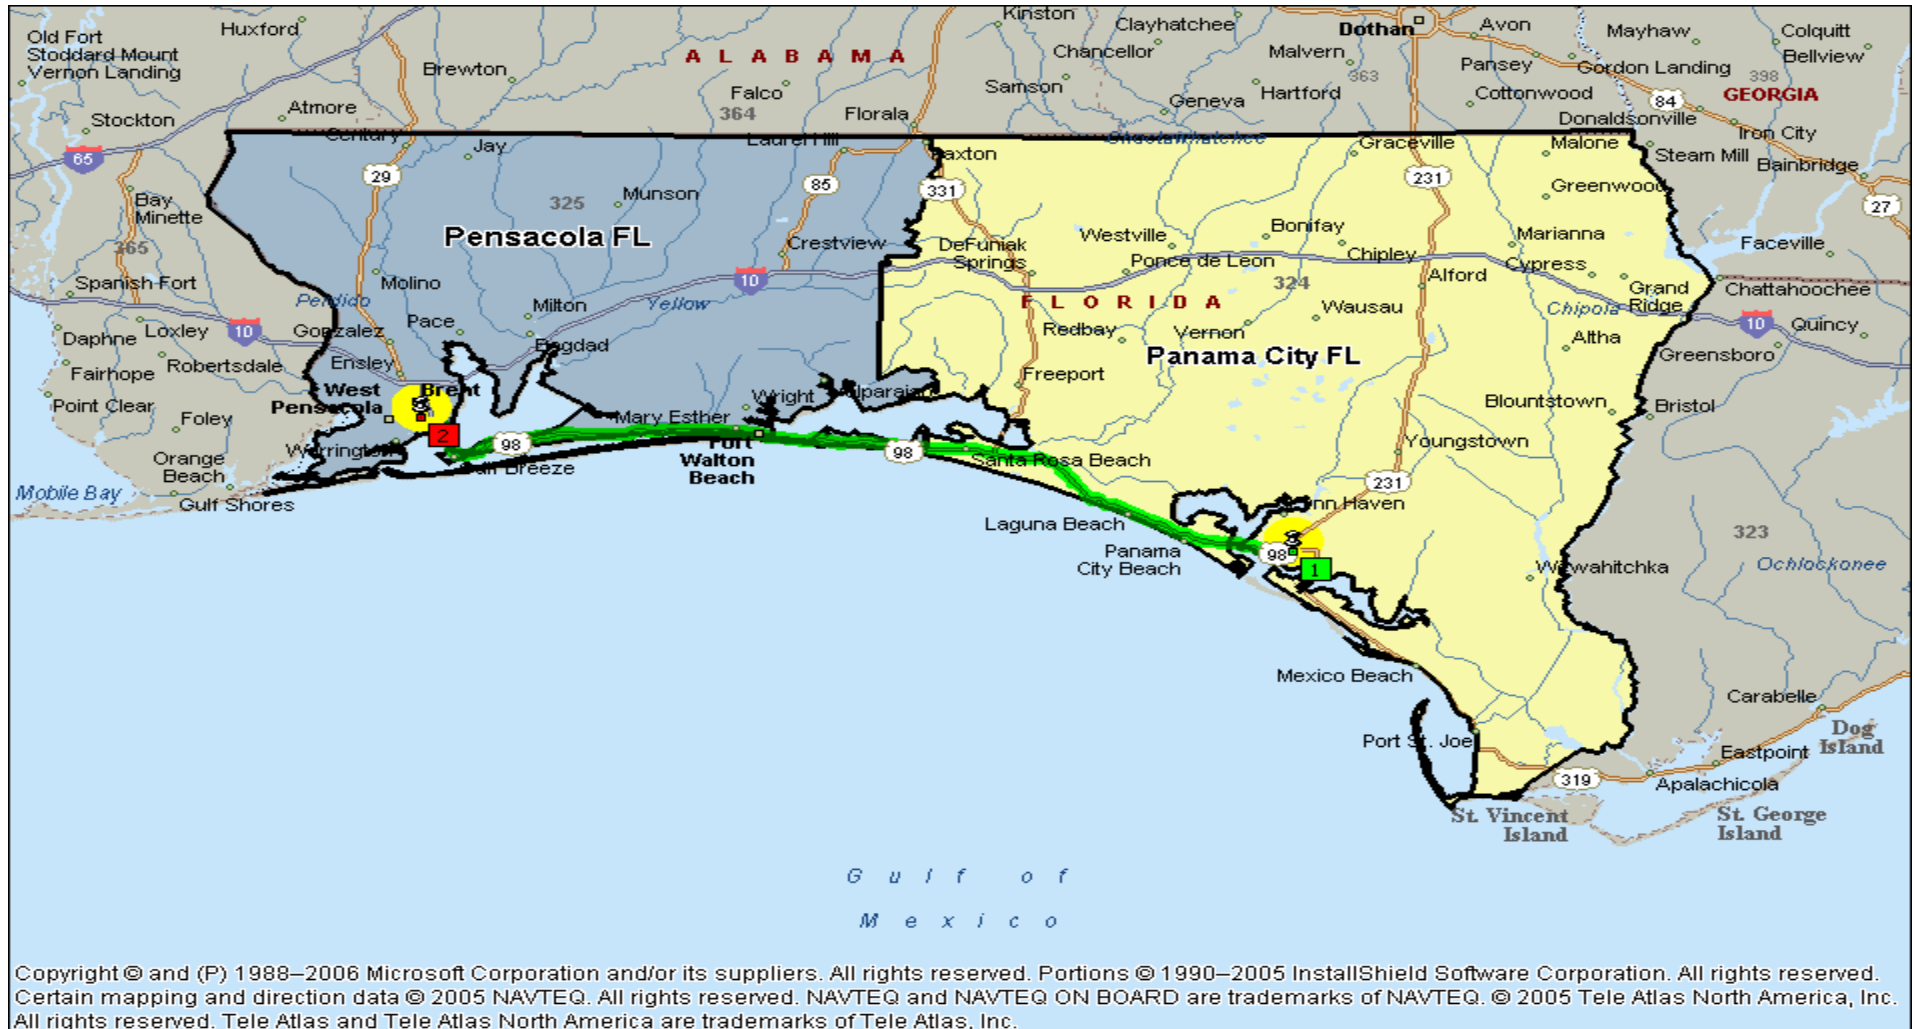 Old Fort
Stoddard Mount
Vernon Landing
Huxford
Kinston
Clayhatchee
Dothan
Avon
Mayhaw
Colquitt
Bellview
A L A B A M A
Chancellor
Malvern
Brewton
363
Pansey
Gordon Landing
398
Falco
Samson
Hartford
Cottonwood
84
GEORGIA
Atmore
364
Florala
Geneva
Donaldsonville
Stockton
Iron City
Century
Laurel Hill
Choctawhatchee
Graceville
Malone
65
Jay
Paxton
Steam Mill
Bainbridge
29
85
331
231
Greenwood
27
Bay
Minette
325
Munson
365
Pensacola FL
Crestview
DeFuniak
Springs
Westville
Bonifay
Marianna
Faceville
Ponce de Leon
Chipley
Cypress
Spanish Fort
Molino
10
Alford
324
Grand
Ridge
Chattahoochee
Perdido
Milton
Yellow
F L O R I D A
Wausau
Chipola
Daphne
Loxley
10
Gonzalez
Pace
Redbay
Vernon
10
Quincy
Bagdad
Altha
Robertsdale
Ensley
Panama City FL
Greensboro
Fairhope
Freeport
West
Pensacola
Brent
Wright
Valparaiso
Point Clear
Foley
Mary Esther
Blountstown
Bristol
2
98
98
Youngstown
Warrington
Fort
Walton
Beach
Santa Rosa Beach
Orange
Beach
Gulf Breeze
231
Mobile Bay
Gulf Shores
Lynn Haven
Laguna Beach
323
Panama
City Beach
98
1
Wewahitchka
Ochlockonee
Mexico Beach
Carabelle
Port St. Joe
Dog
Island
Eastpoint
319
Apalachicola
St. Vincent
Island
St. George
Island
G u l f o f
M e x i c o
Copyright © and (P) 1988–2006 Microsoft Corporation and/or its suppliers. All rights reserved. Portions © 1990–2005 InstallShield Software Corporation. All rights reserved.
Certain mapping and direction data © 2005 NAVTEQ. All rights reserved. NAVTEQ and NAVTEQ ON BOARD are trademarks of NAVTEQ. © 2005 Tele Atlas North America, Inc.
All rights reserved. Tele Atlas and Tele Atlas North America are trademarks of Tele Atlas, Inc.